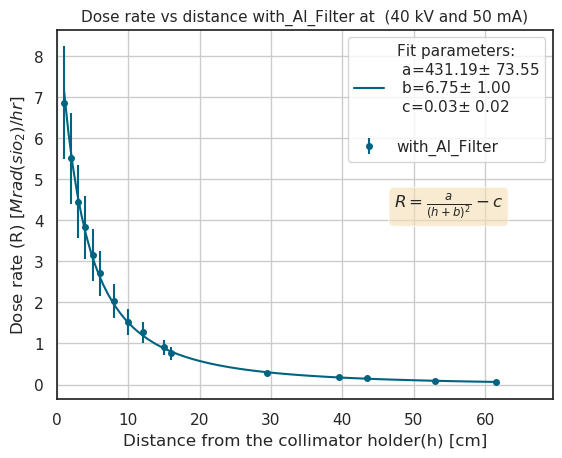 Dose rate vs distance with_Al_Filter at  (40 kV and 50 mA)
Dose rate (R) [Mrad(sio₂)/hr]
8
7
6
5
4
3
2
1
0
Fit parameters:
a=431.19± 73.55
b=6.75± 1.00
c=0.03± 0.02
with_Al_Filter
R = a/(h+b)² − c
0 10 20 30 40 50 60
Distance from the collimator holder(h) [cm]